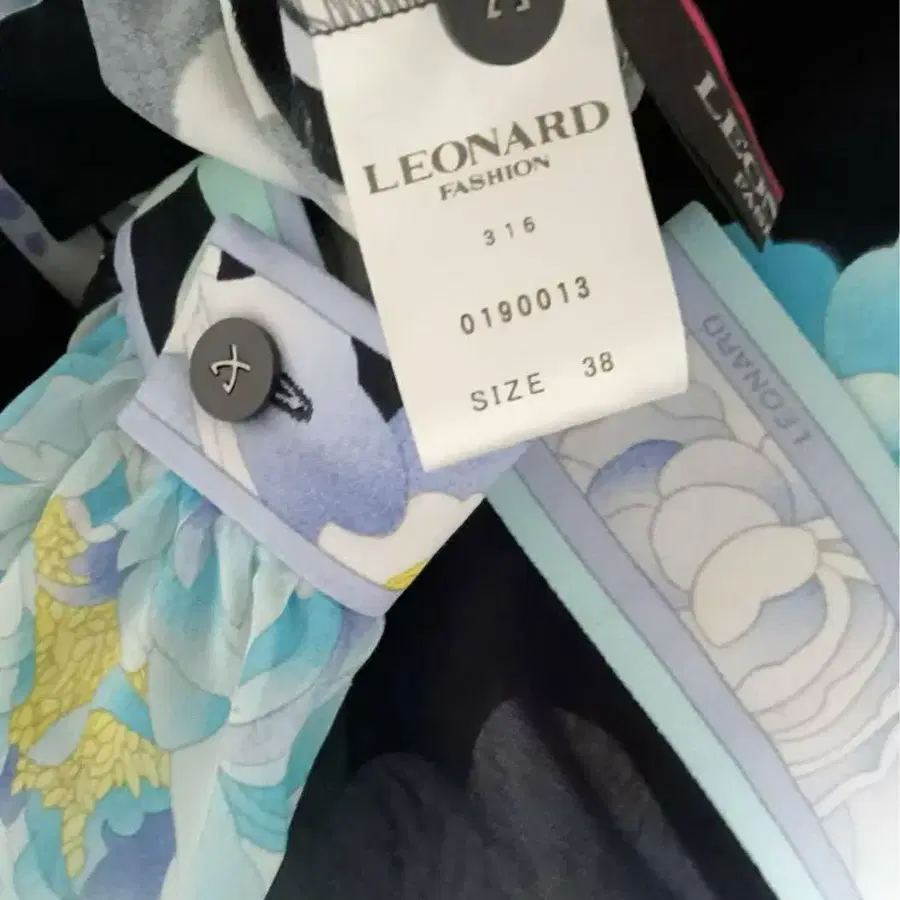 LEONARD
FASHION
316
0190013
SIZE 38
LEONARD